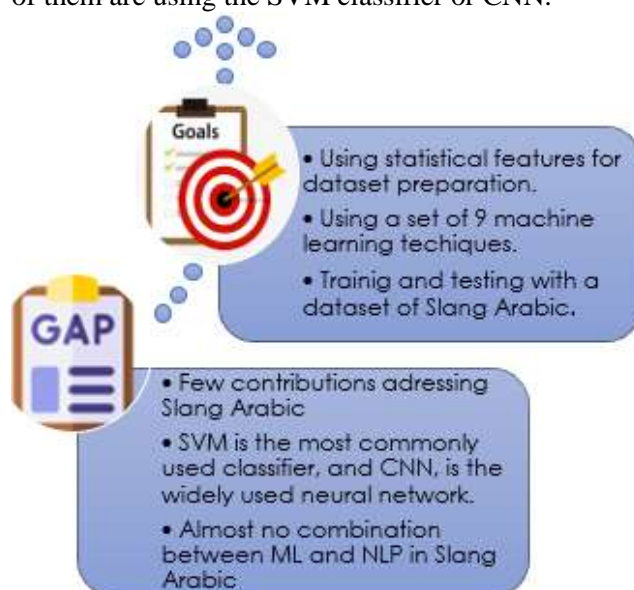 of them are using the SVM classifier or CNN.
Goals
• Using statistical features for
dataset preparation.
• Using a set of 9 machine
learning techiques.
• Trainig and testing with a
dataset of Slang Arabic.
GAP
• Few contributions adressing
Slang Arabic
• SVM is the most commonly
used classifier, and CNN, is the
widely used neural network.
• Almost no combination
between ML and NLP in Slang
Arabic